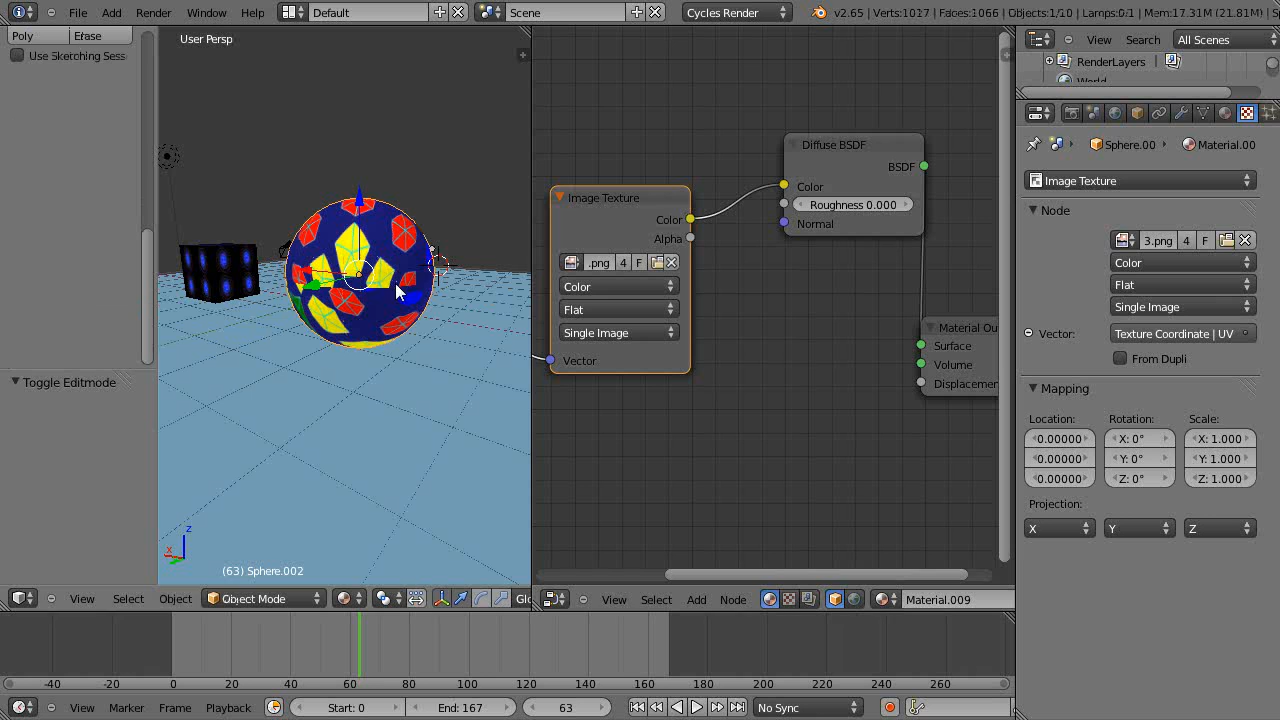 File Add Render Window Help Default Scene Cycles Render v2.65 | Verts:1017 | Faces:1066 | Objects:1/10 | Lamps:0/1 | Mem:17.31M (21.81M) | S
Poly Erase
Use Sketching Sess
Toggle Editmode
User Persp
x
z
(63) Sphere.002
Image Texture
Color
Alpha
.png 4 F
Color
Flat
Single Image
Vector
Diffuse BSDF
BSDF
Color
Roughness 0.000
Normal
Material Ou
Surface
Volume
Displacemen
View Search All Scenes
RenderLayers
World
Sphere.00 Material.00
Image Texture
Node
3.png 4 F
Color
Flat
Single Image
Vector: Texture Coordinate | UV
From Dupli
Mapping
Location: Rotation: Scale:
0.00000 X: 0° X: 1.000
0.00000 Y: 0° Y: 1.000
0.00000 Z: 0° Z: 1.000
Projection:
X Y Z
View Select Object Object Mode Glo
View Select Add Node Material.009
-40 -20 0 20 40 60 80 100 120 140 160 180 200 220 240 260
View Marker Frame Playback Start: 0 End: 167 63 No Sync